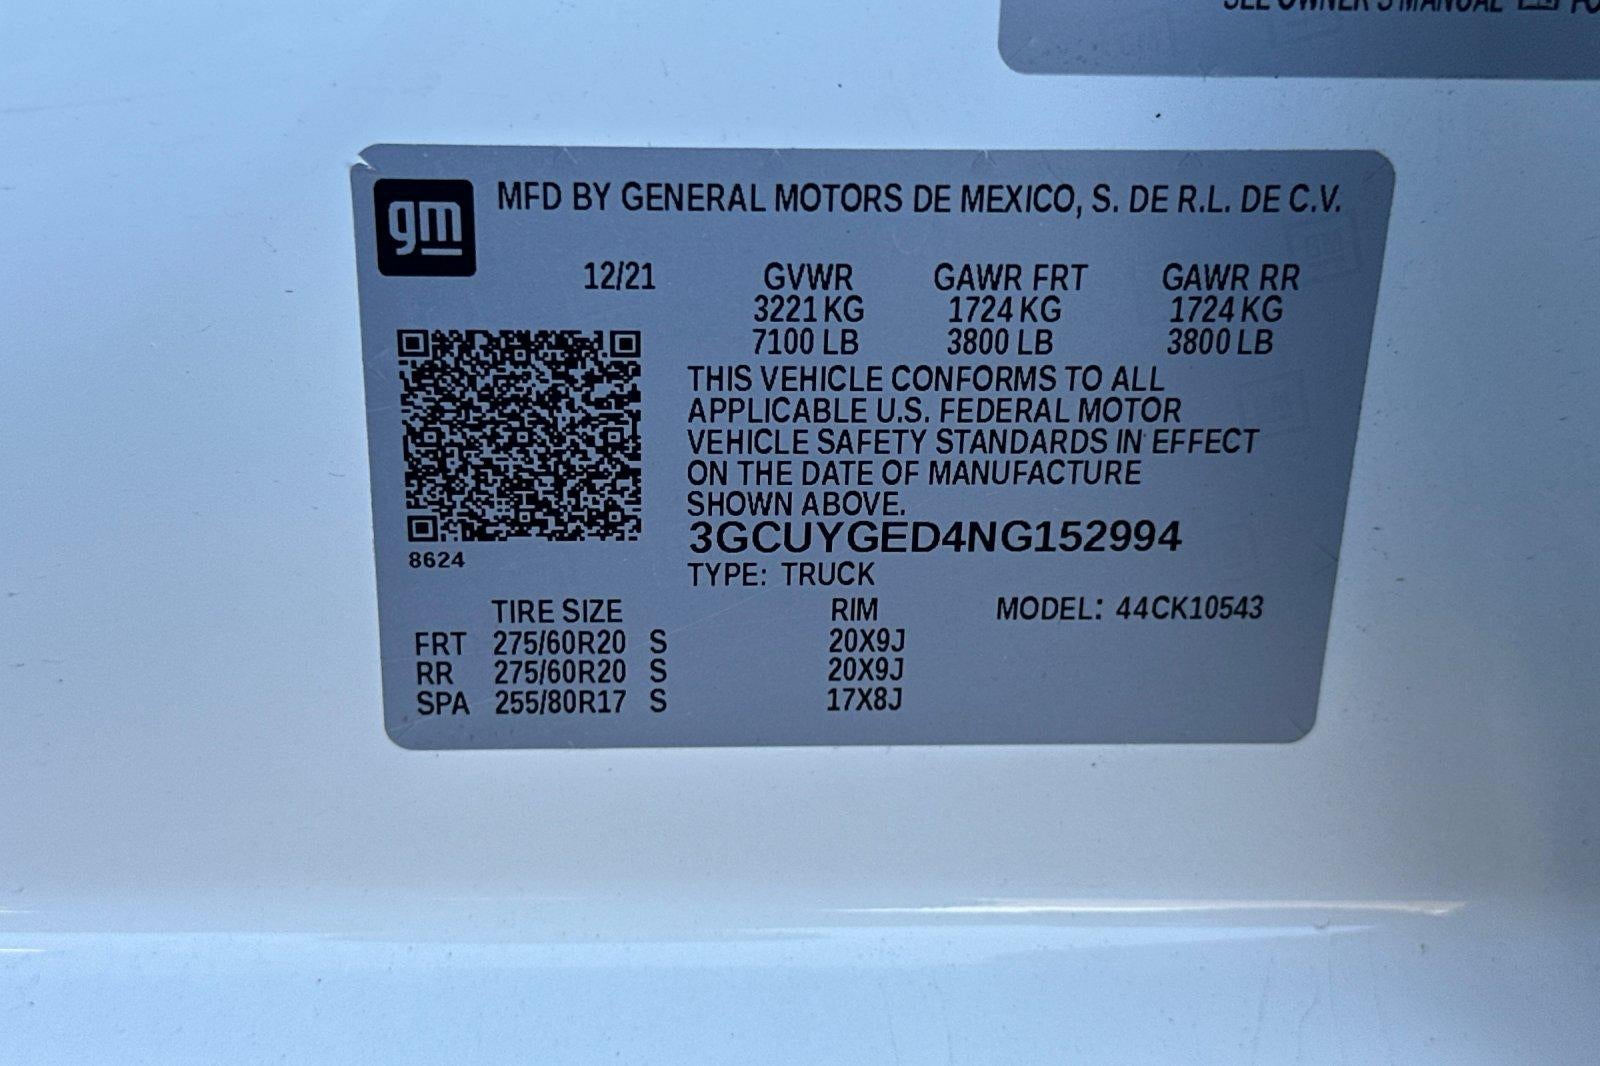 SEE OWNER'S MANUAL
gm
MFD BY GENERAL MOTORS DE MEXICO, S. DE R.L. DE C.V.
12/21 GVWR GAWR FRT GAWR RR
3221 KG 1724 KG 1724 KG
7100 LB 3800 LB 3800 LB
THIS VEHICLE CONFORMS TO ALL
APPLICABLE U.S. FEDERAL MOTOR
VEHICLE SAFETY STANDARDS IN EFFECT
ON THE DATE OF MANUFACTURE
SHOWN ABOVE.
3GCUYGED4NG152994
8624
TYPE: TRUCK
TIRE SIZE RIM MODEL: 44CK10543
FRT 275/60R20 S 20X9J
RR 275/60R20 S 20X9J
SPA 255/80R17 S 17X8J